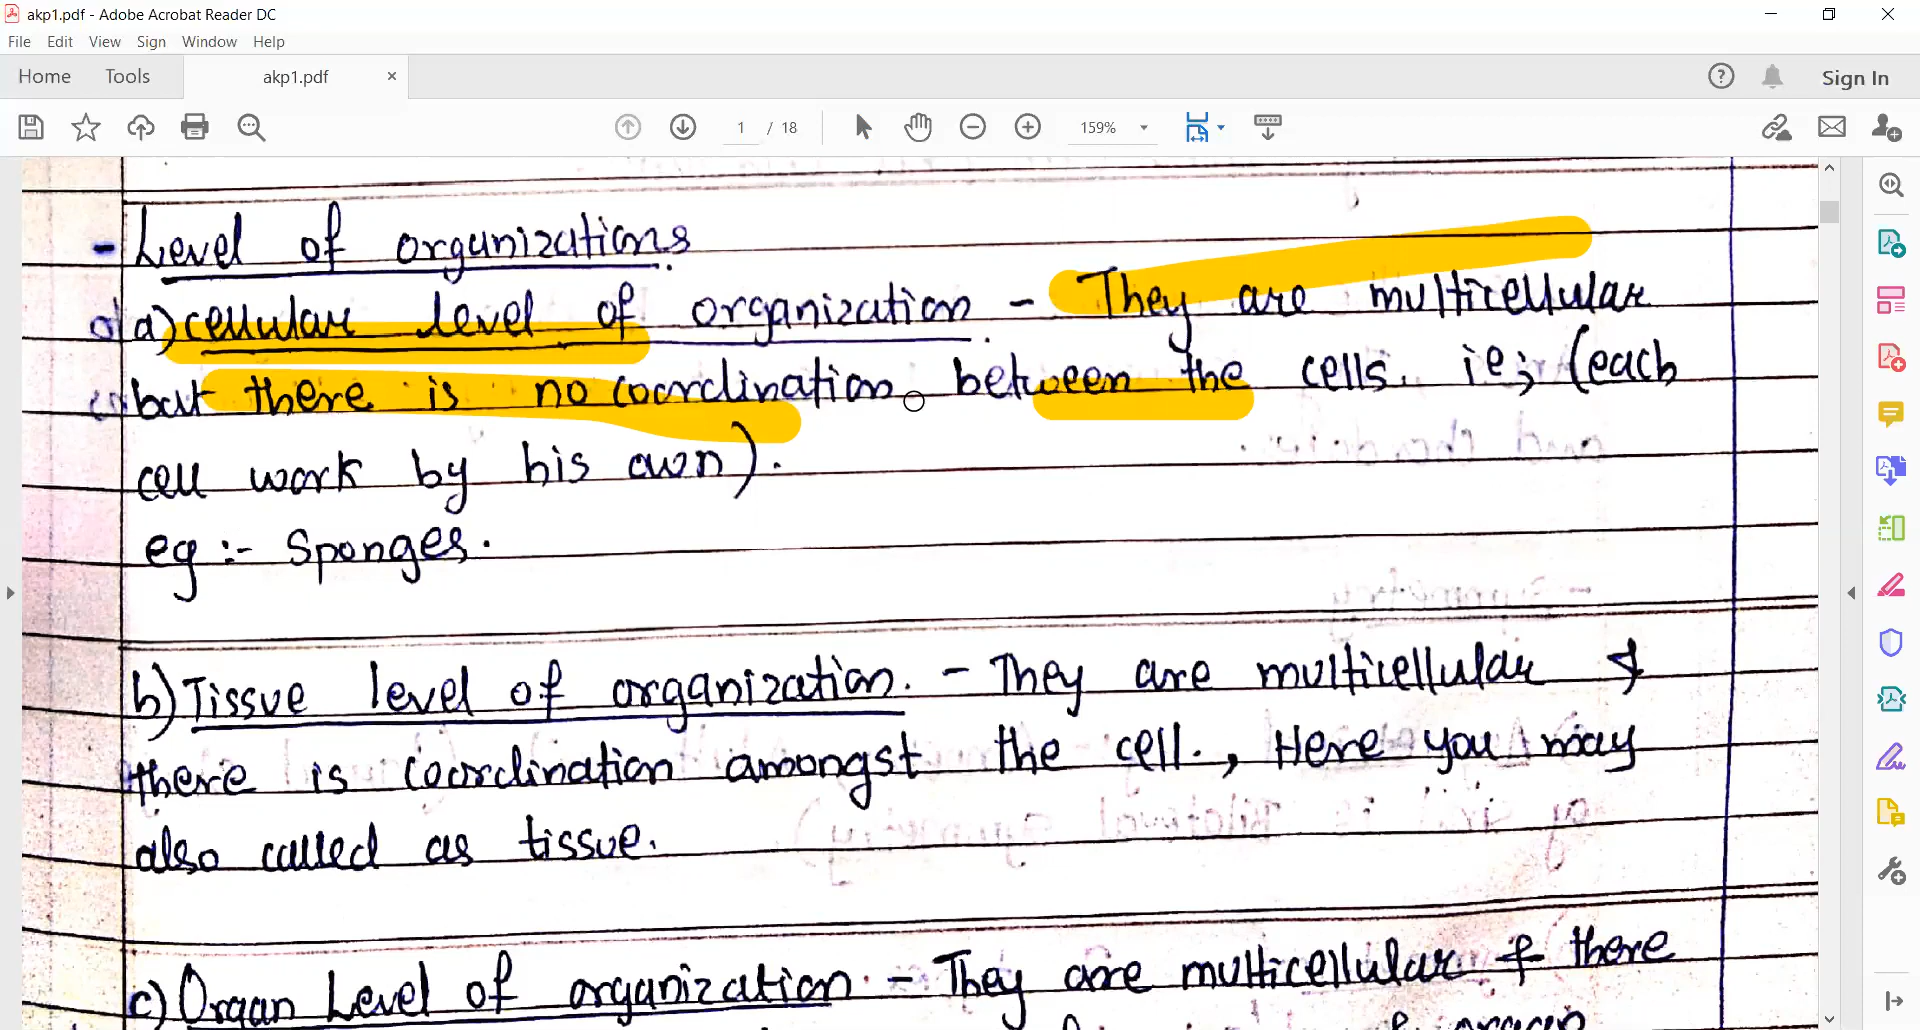 akp1.pdf - Adobe Acrobat Reader DC
File Edit View Sign Window Help
Home Tools akp1.pdf × Sign In
1 / 18 159%
- Level of organizations
a) cellular level of organization - They are multicellular
but there is no coordination between the cells. ie; (each
cell work by his own).
eg :- Sponges.
b) Tissue level of organization. - They are multicellular &
there is coordination amongst the cell., Here you may
also called as tissue.
c) Organ Level of organization. - They are multicellular & there